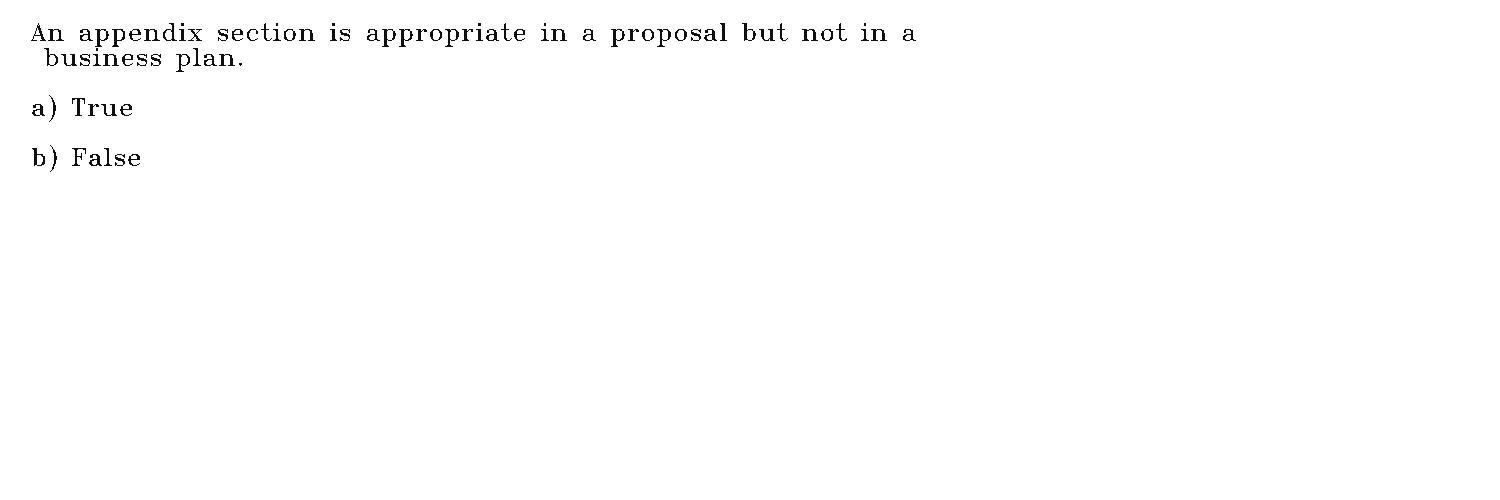 An appendix section is appropriate in a proposal but not in a
business plan.
a) True
b) False